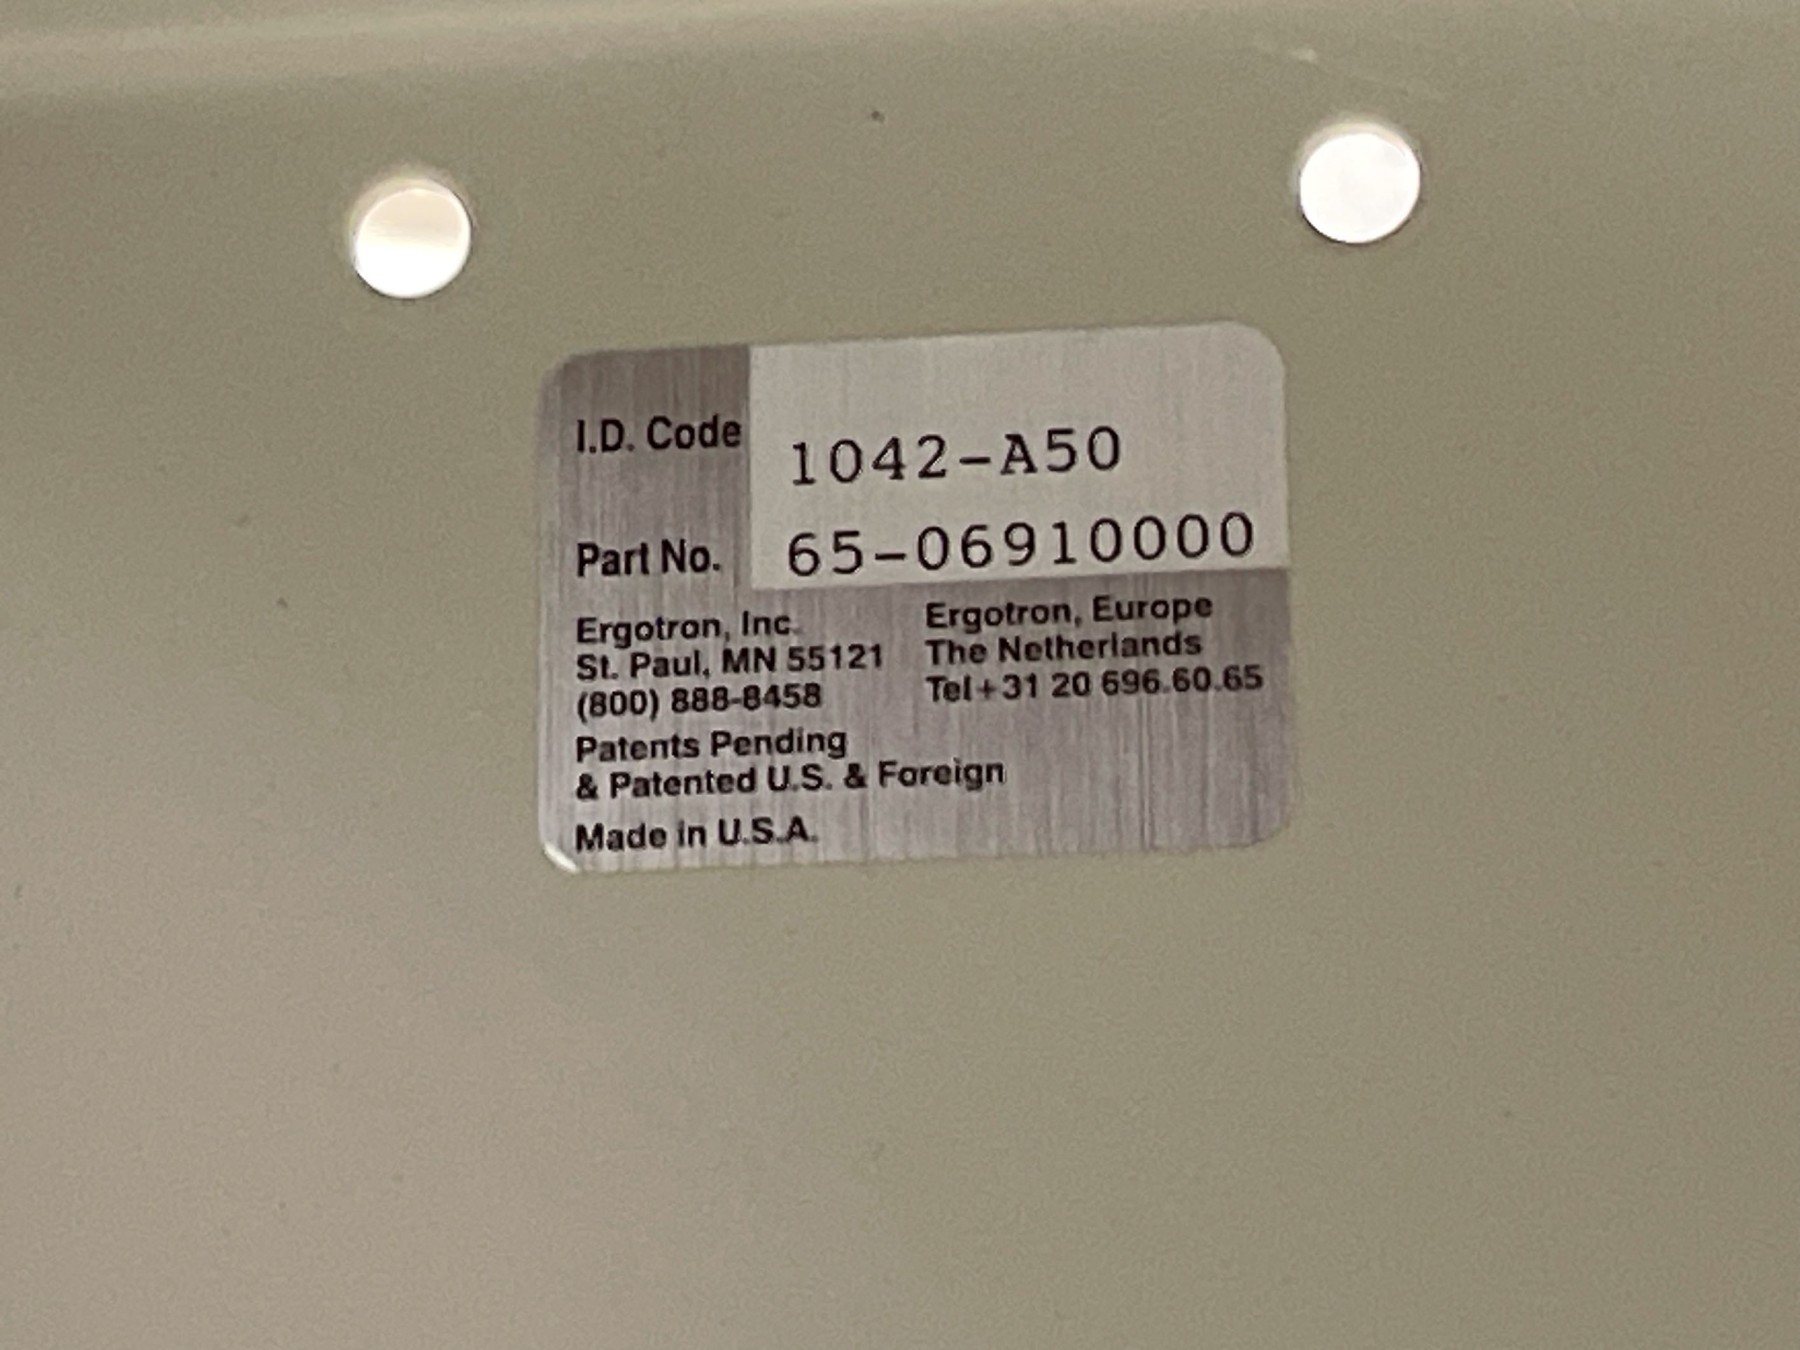 I.D. Code 1042-A50
Part No. 65-06910000
Ergotron, Inc.
St. Paul, MN 55121
(800) 888-8458
Ergotron, Europe
The Netherlands
Tel+31 20 696.60.65
Patents Pending
& Patented U.S. & Foreign
Made in U.S.A.